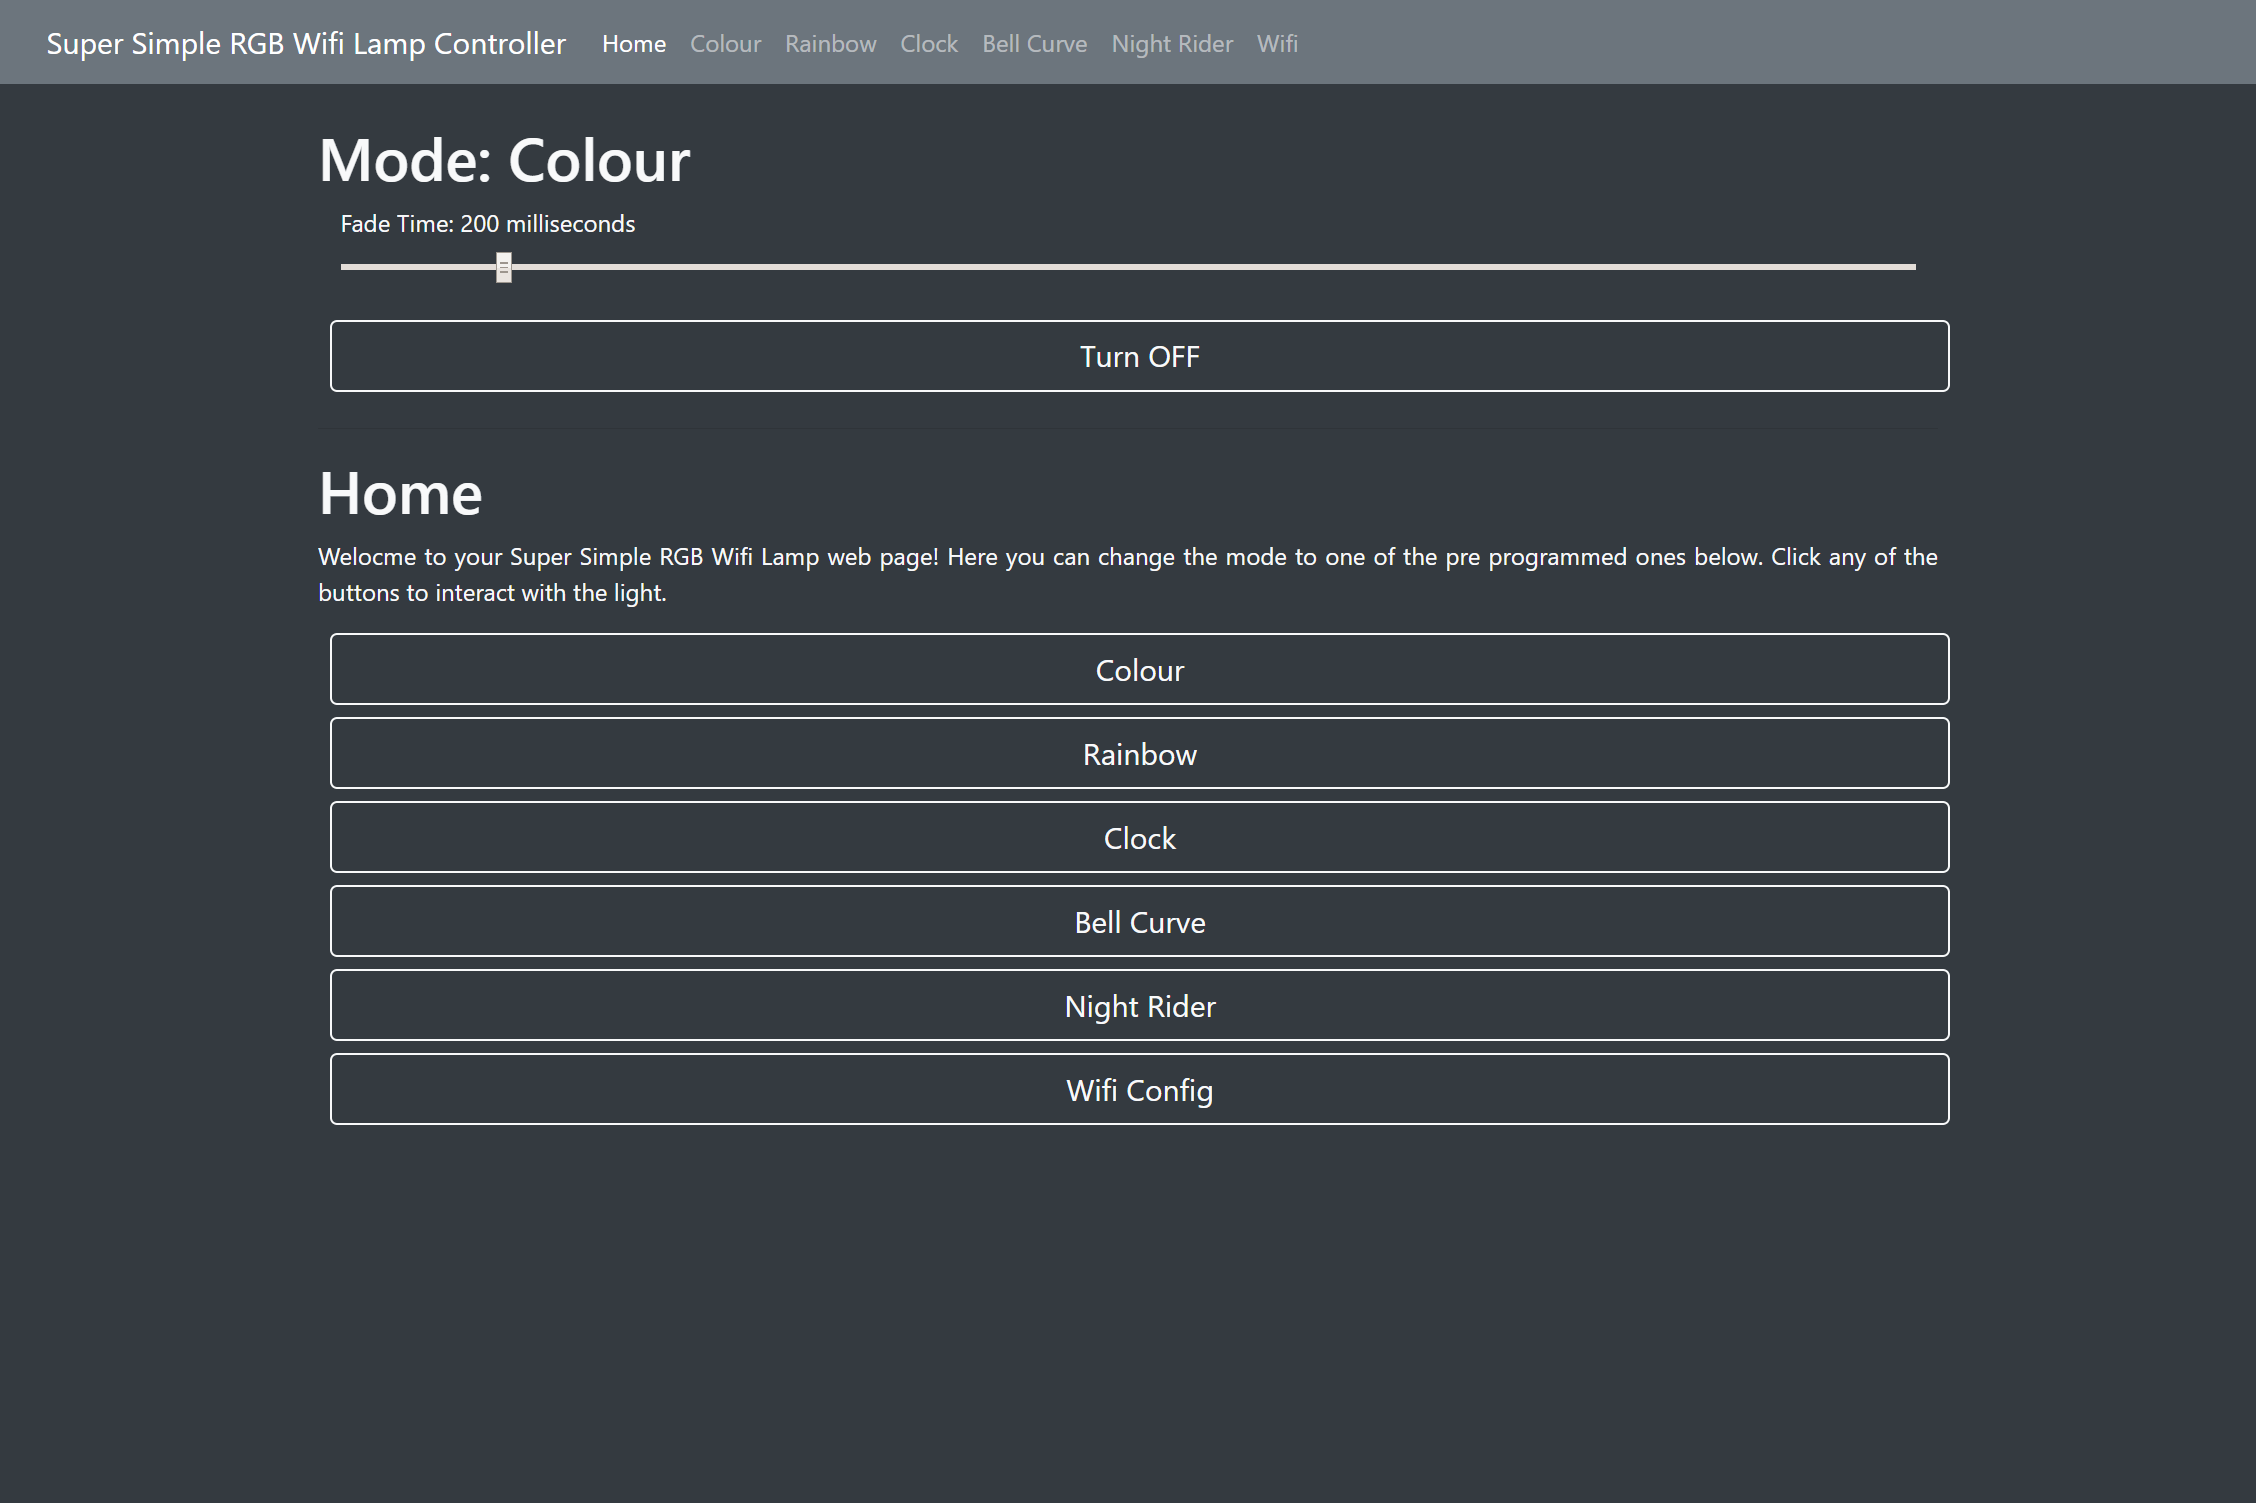 Super Simple RGB Wifi Lamp Controller Home Colour Rainbow Clock Bell Curve Night Rider Wifi
Mode: Colour
Fade Time: 200 milliseconds
Turn OFF
Home
Welocme to your Super Simple RGB Wifi Lamp web page! Here you can change the mode to one of the pre programmed ones below. Click any of the
buttons to interact with the light.
Colour
Rainbow
Clock
Bell Curve
Night Rider
Wifi Config